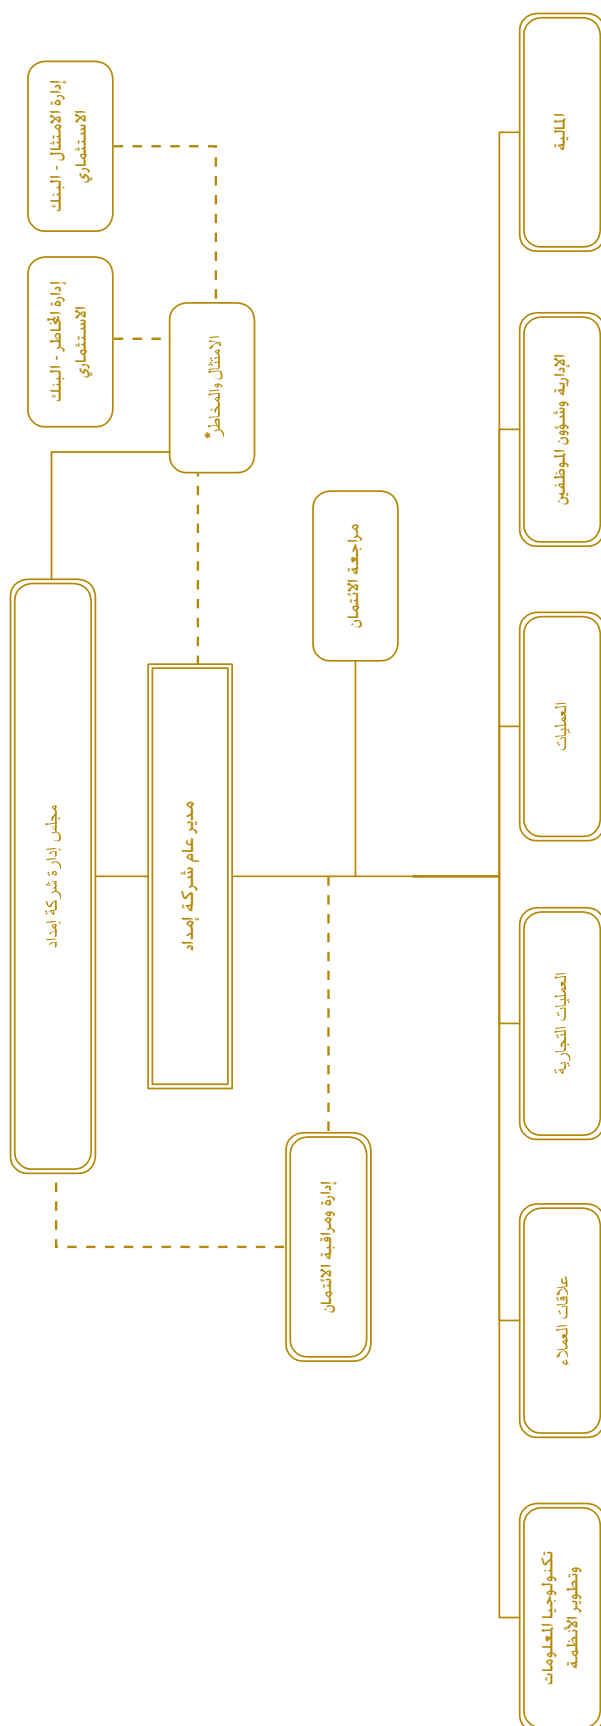 مجلس إدارة شركة إمداد
إدارة الامتثال - البنك
الاستثماري
إدارة المخاطر - البنك
الاستثماري
الامتثال والمخاطر*
مدير عام شركة إمداد
مراجعة الائتمان
إدارة ومراقبة الائتمان
المالية
الإدارية وشؤون الموظفين
العمليات
العمليات التجارية
علاقات العملاء
تكنولوجيا المعلومات
وتطوير الأنظمة